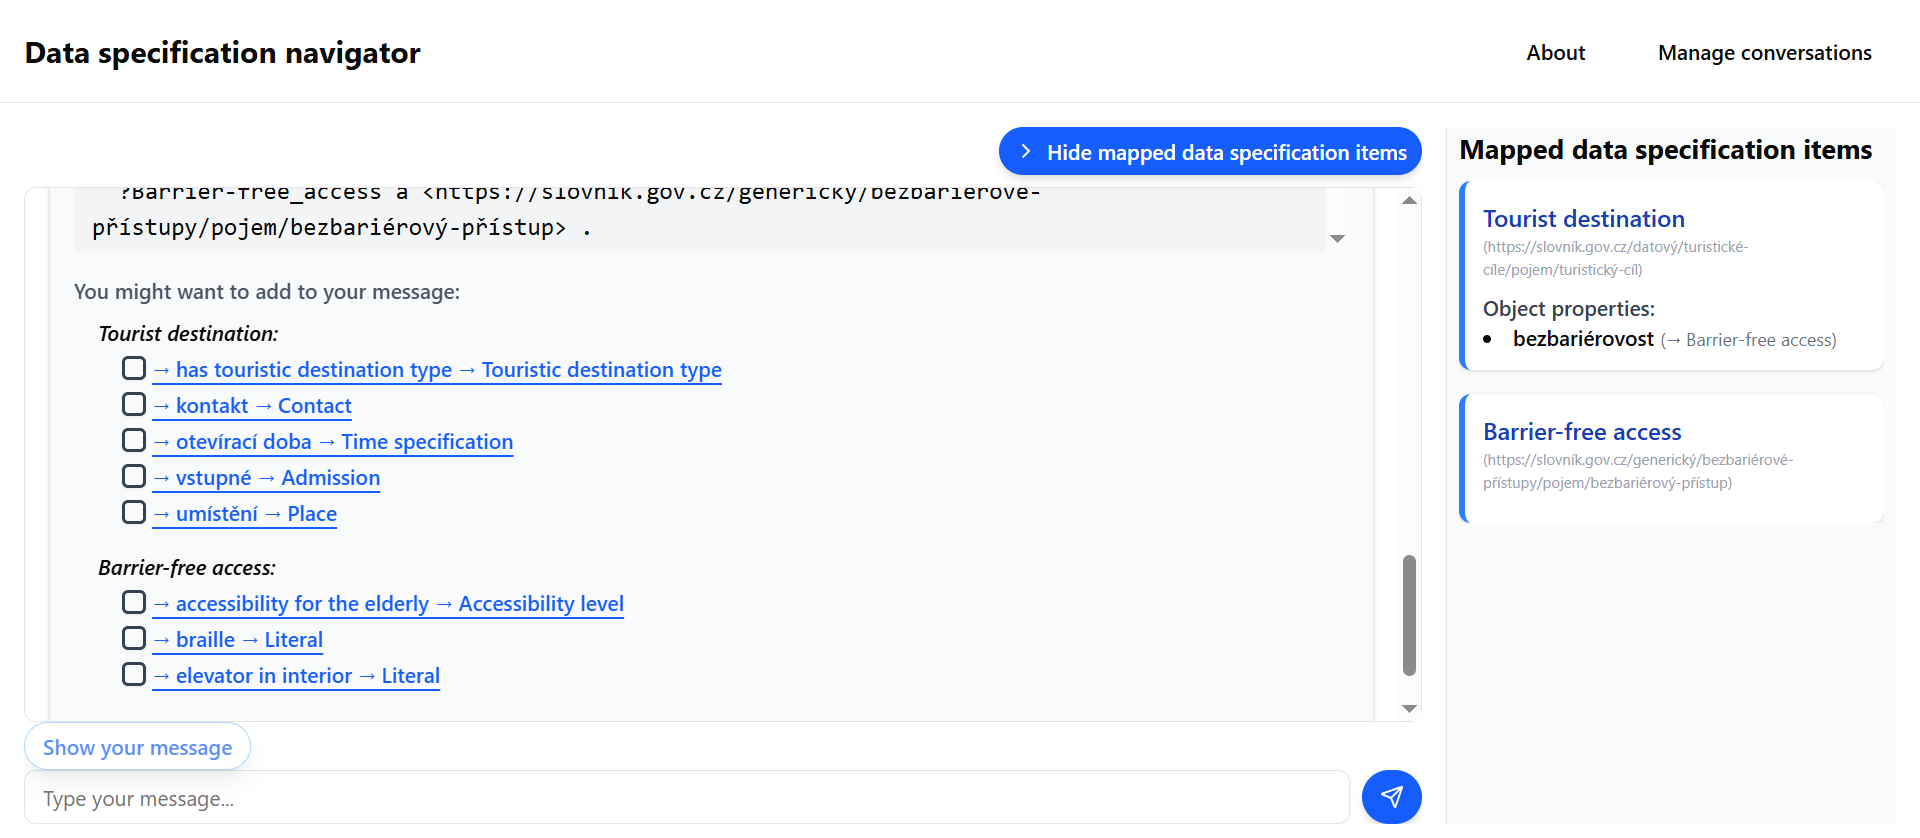 Data specification navigator
About
Manage conversations
Hide mapped data specification items
?Barrier-free_access a <https://slovník.gov.cz/generický/bezbariérové-
přístupy/pojem/bezbariérový-přístup> .
You might want to add to your message:
Tourist destination:
→ has touristic destination type → Touristic destination type
→ kontakt → Contact
→ otevírací doba → Time specification
→ vstupné → Admission
→ umístění → Place
Barrier-free access:
→ accessibility for the elderly → Accessibility level
→ braille → Literal
→ elevator in interior → Literal
Show your message
Type your message...
Mapped data specification items
Tourist destination
(https://slovník.gov.cz/datový/turistické-
cíle/pojem/turistický-cíl)
Object properties:
• bezbariérovost (→ Barrier-free access)
Barrier-free access
(https://slovník.gov.cz/generický/bezbariérové-
přístupy/pojem/bezbariérový-přístup)